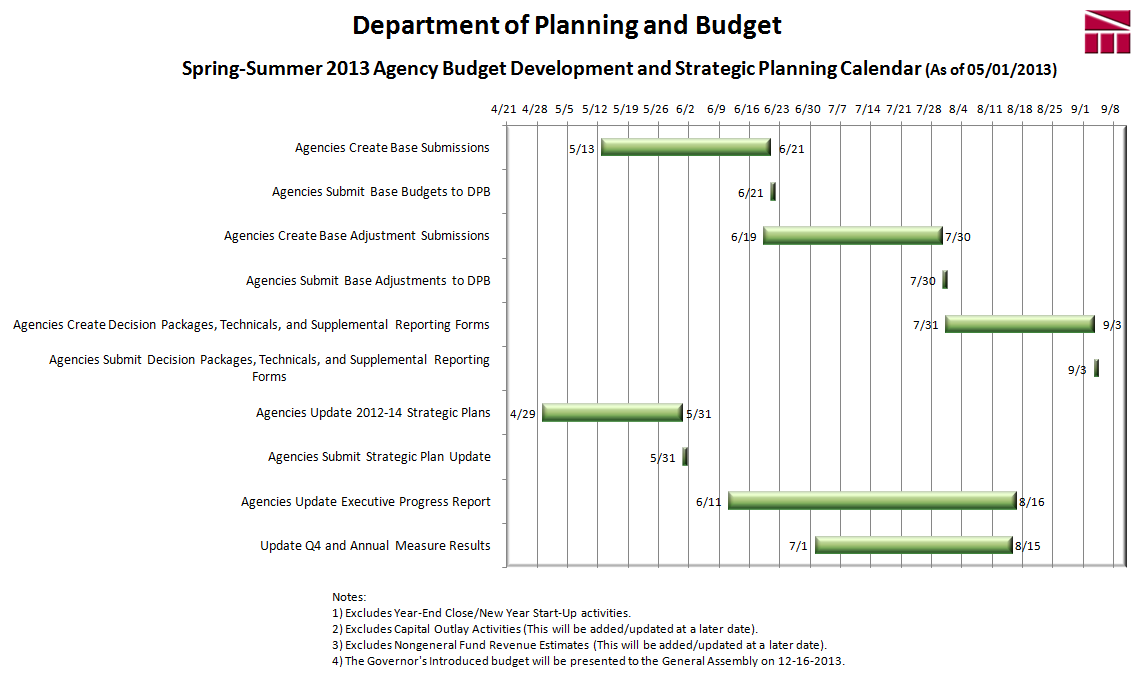 Department of Planning and Budget
Spring-Summer 2013 Agency Budget Development and Strategic Planning Calendar (As of 05/01/2013)
4/21 4/28 5/5 5/12 5/19 5/26 6/2 6/9 6/16 6/23 6/30 7/7 7/14 7/21 7/28 8/4 8/11 8/18 8/25 9/1 9/8
Agencies Create Base Submissions 5/13 6/21
Agencies Submit Base Budgets to DPB 6/21
Agencies Create Base Adjustment Submissions 6/19 7/30
Agencies Submit Base Adjustments to DPB 7/30
Agencies Create Decision Packages, Technicals, and Supplemental Reporting Forms 7/31 9/3
Agencies Submit Decision Packages, Technicals, and Supplemental Reporting
Forms 9/3
Agencies Update 2012-14 Strategic Plans 4/29 5/31
Agencies Submit Strategic Plan Update 5/31
Agencies Update Executive Progress Report 6/11 8/16
Update Q4 and Annual Measure Results 7/1 8/15
Notes:
1) Excludes Year-End Close/New Year Start-Up activities.
2) Excludes Capital Outlay Activities (This will be added/updated at a later date).
3) Excludes Nongeneral Fund Revenue Estimates (This will be added/updated at a later date).
4) The Governor's Introduced budget will be presented to the General Assembly on 12-16-2013.